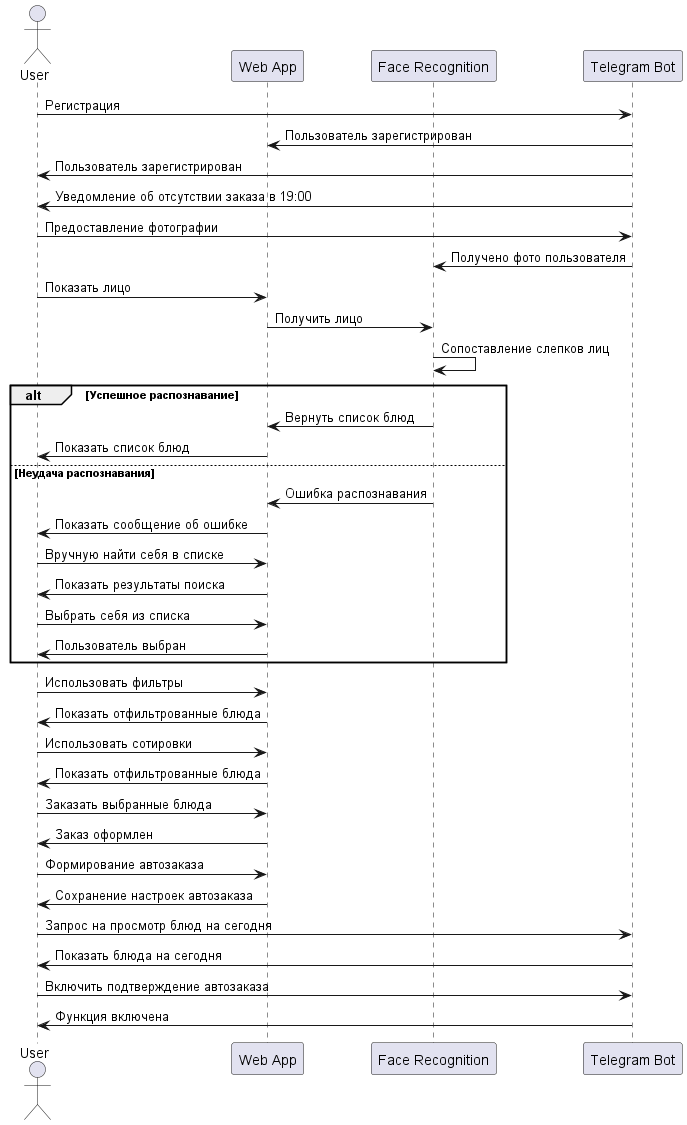 User
Web App
Face Recognition
Telegram Bot
Регистрация
Пользователь зарегистрирован
Пользователь зарегистрирован
Уведомление об отсутствии заказа в 19:00
Предоставление фотографии
Получено фото пользователя
Показать лицо
Получить лицо
Сопоставление слепков лиц
alt [Успешное распознавание]
Вернуть список блюд
Показать список блюд
[Неудача распознавания]
Ошибка распознавания
Показать сообщение об ошибке
Вручную найти себя в списке
Показать результаты поиска
Выбрать себя из списка
Пользователь выбран
Использовать фильтры
Показать отфильтрованные блюда
Использовать сотировки
Показать отфильтрованные блюда
Заказать выбранные блюда
Заказ оформлен
Формирование автозаказа
Сохранение настроек автозаказа
Запрос на просмотр блюд на сегодня
Показать блюда на сегодня
Включить подтверждение автозаказа
Функция включена
User
Web App
Face Recognition
Telegram Bot